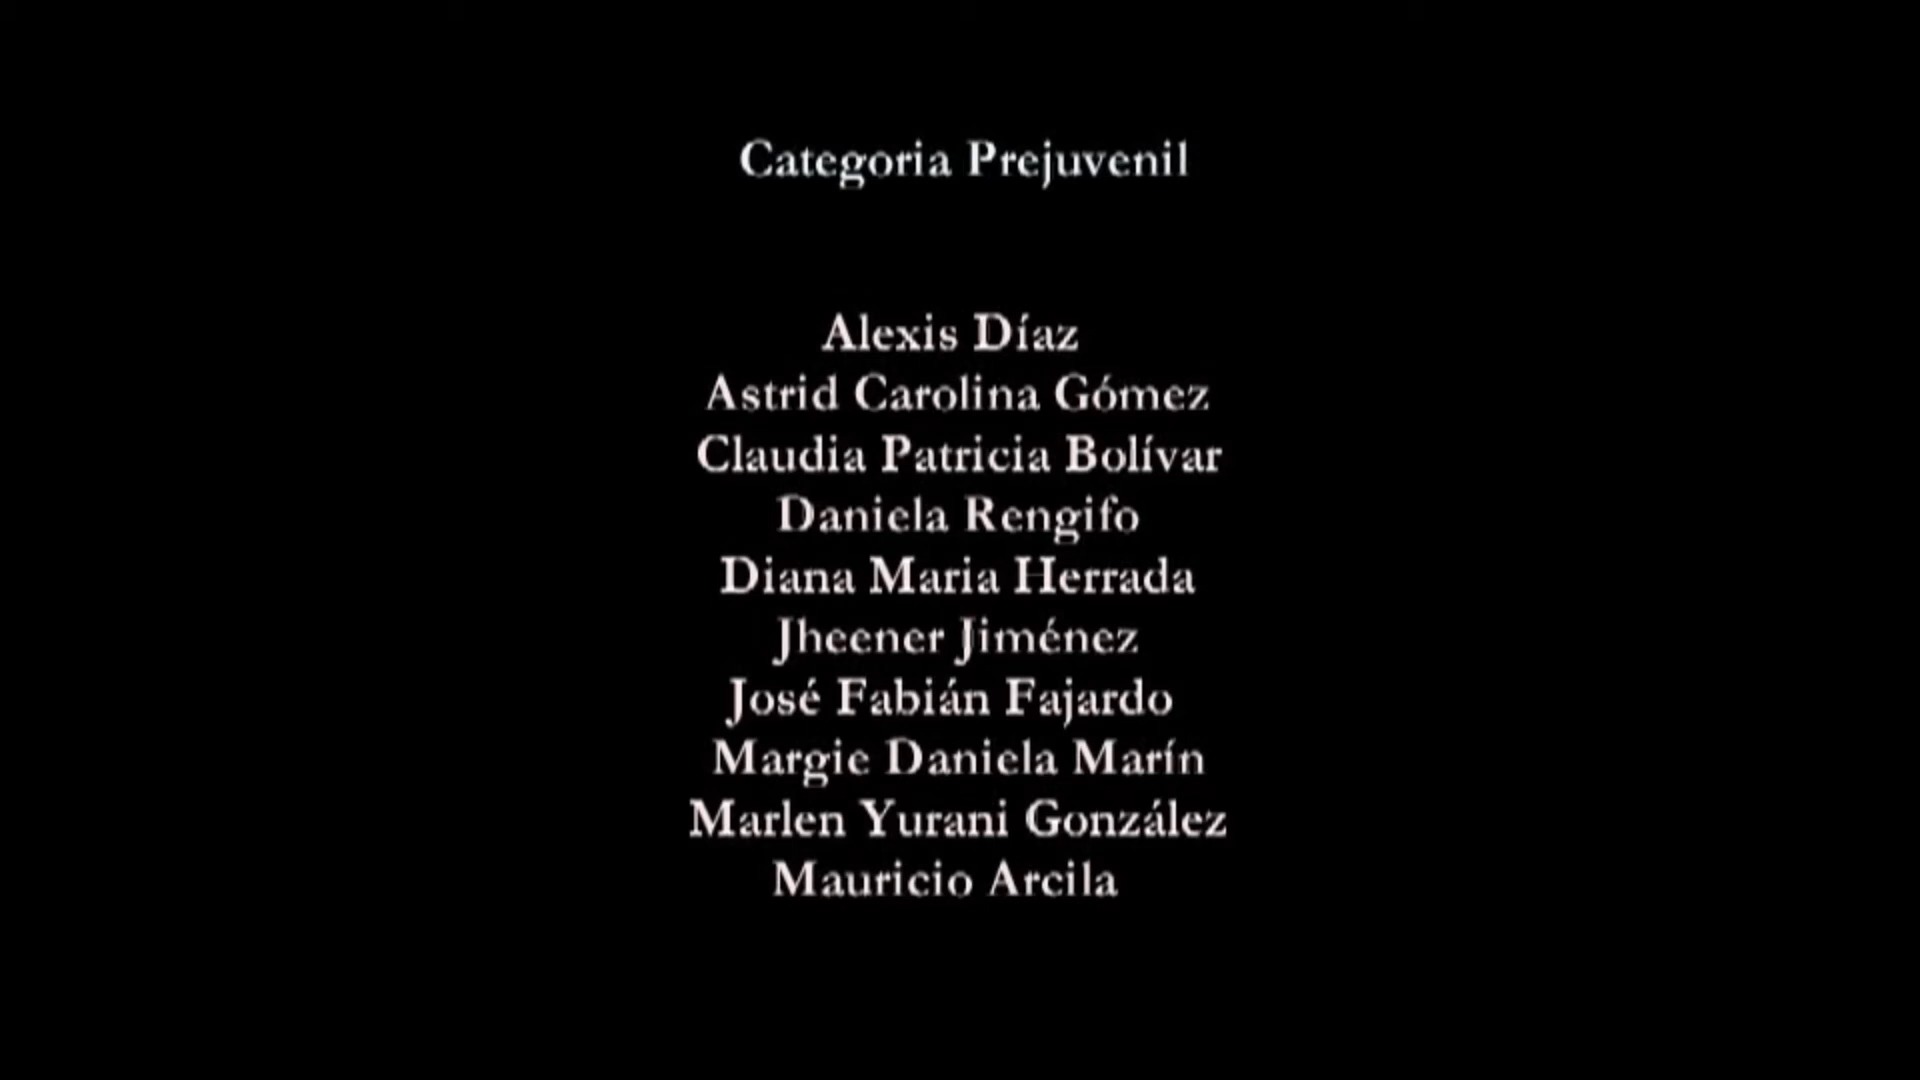 Categoria Prejuvenil
Alexis Díaz
Astrid Carolina Gómez
Claudia Patricia Bolívar
Daniela Rengifo
Diana Maria Herrada
Jheener Jiménez
José Fabián Fajardo
Margie Daniela Marín
Marlen Yurani González
Mauricio Arcila